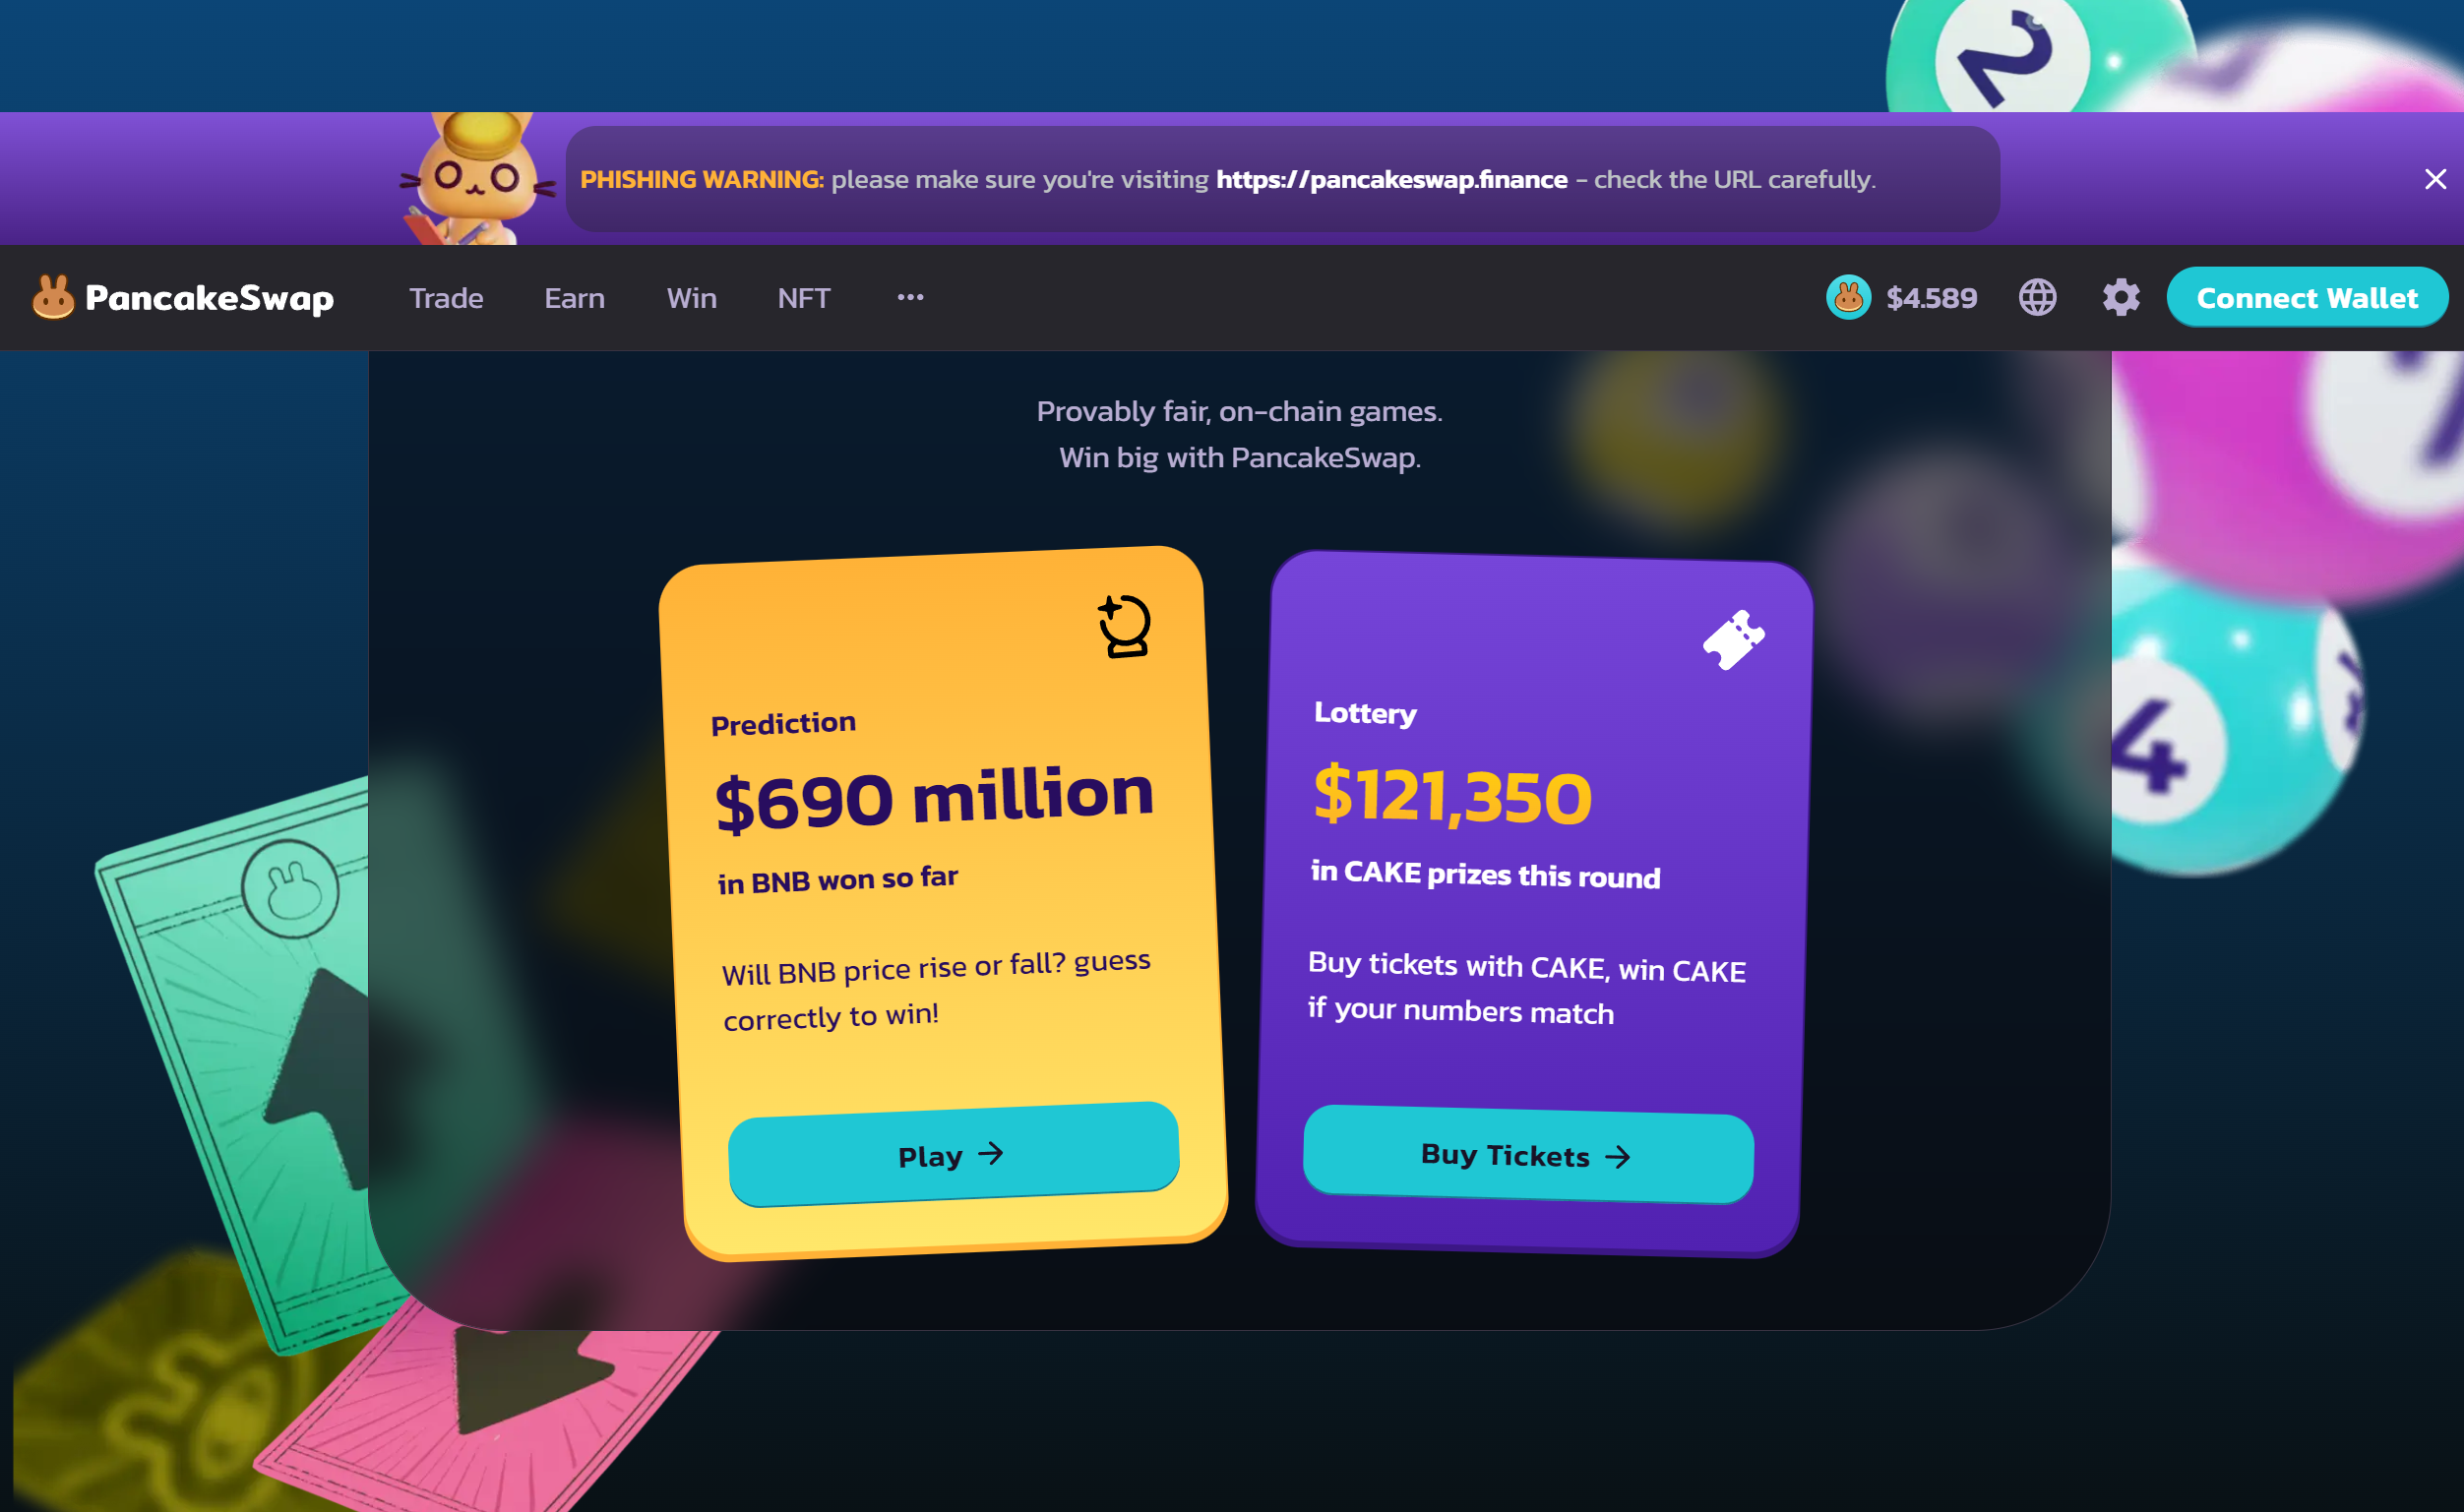 2
PHISHING WARNING: please make sure you're visiting https://pancakeswap.finance - check the URL carefully.
PancakeSwap Trade Earn Win NFT ••• $4.589 Connect Wallet
Provably fair, on-chain games.
Win big with PancakeSwap.
Prediction
$690 million
in BNB won so far
Will BNB price rise or fall? guess
correctly to win!
Play →
Lottery
$121,350
in CAKE prizes this round
Buy tickets with CAKE, win CAKE
if your numbers match
Buy Tickets →
7
4